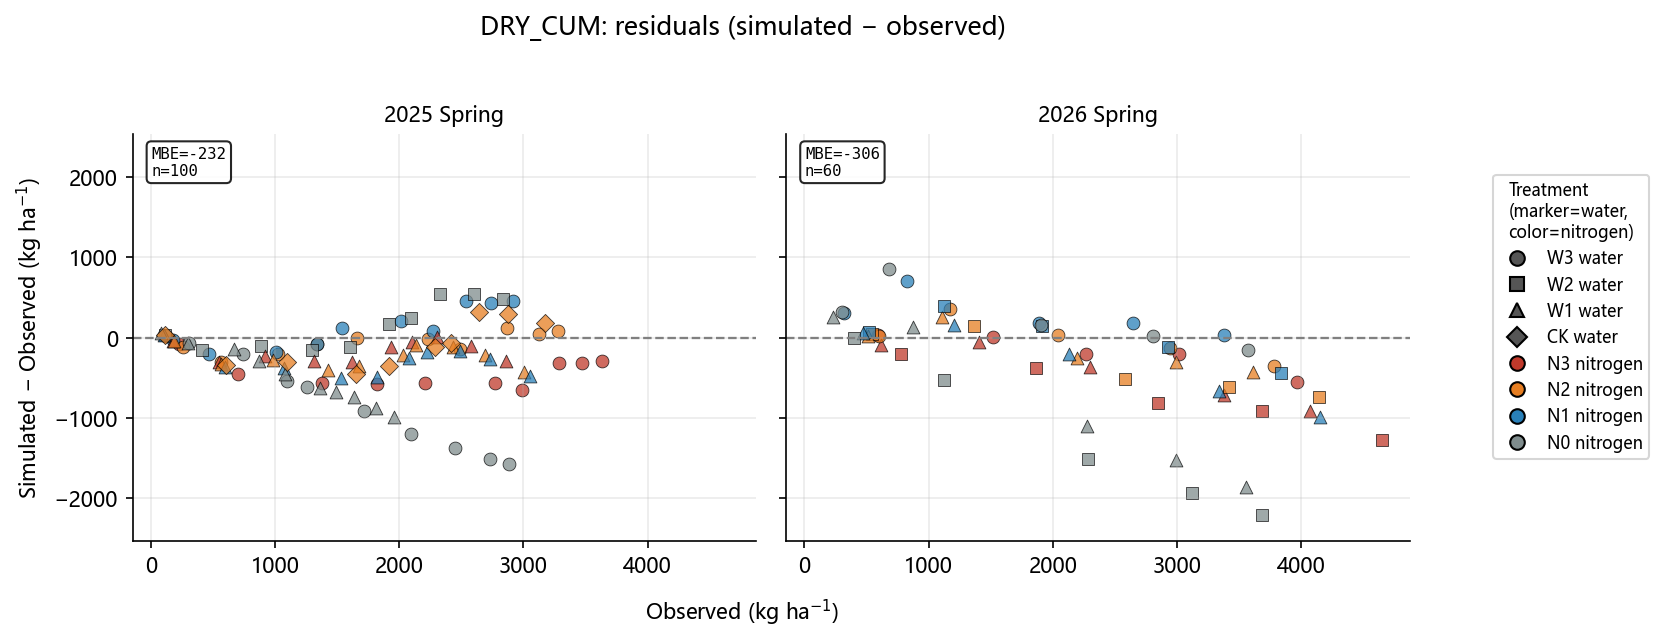 DRY_CUM: residuals (simulated − observed)
2025 Spring
2026 Spring
MBE=-232
n=100
MBE=-306
n=60
Simulated − Observed (kg ha⁻¹)
2000
1000
0
−1000
−2000
0 1000 2000 3000 4000
0 1000 2000 3000 4000
Observed (kg ha⁻¹)
Treatment
(marker=water,
color=nitrogen)
W3 water
W2 water
W1 water
CK water
N3 nitrogen
N2 nitrogen
N1 nitrogen
N0 nitrogen